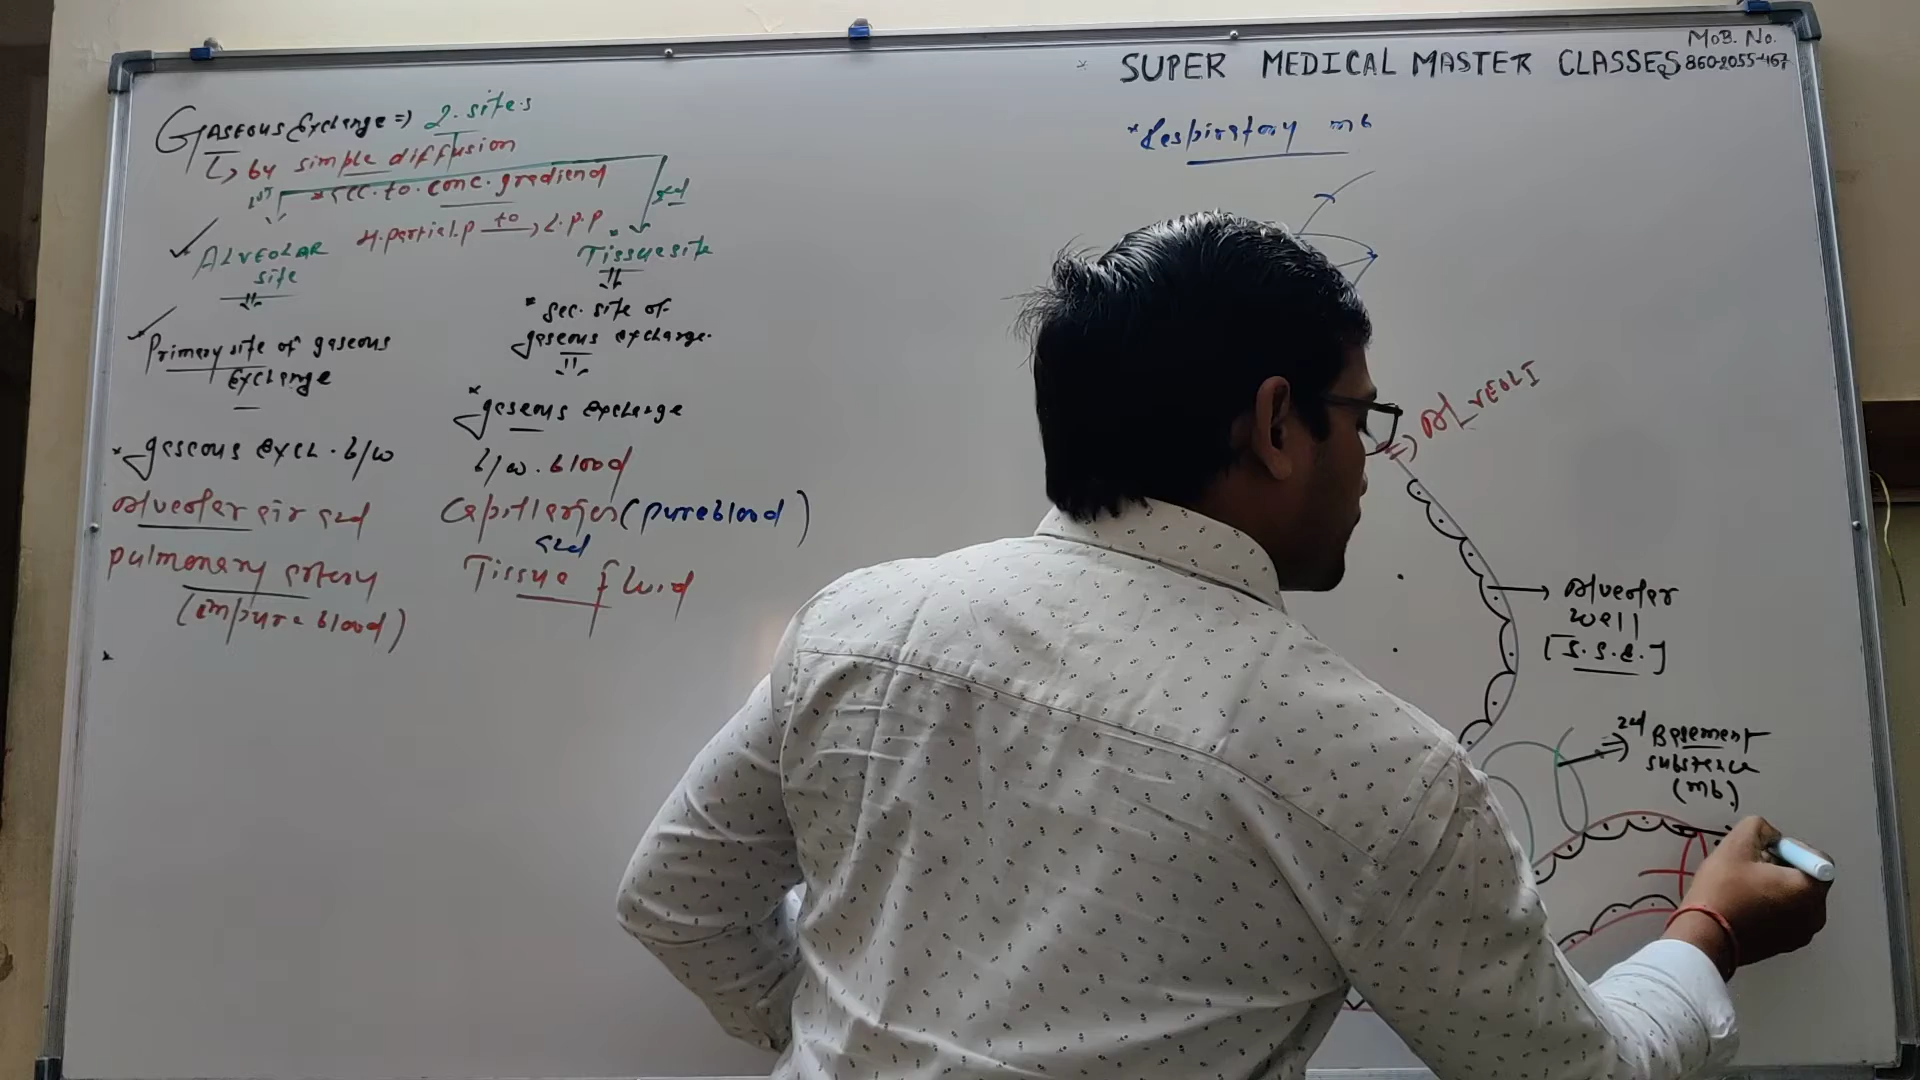 SUPER MEDICAL MASTER CLASSES
MOB. No.
860-2055-467
GASEOUS Exchange => 2. sites
↳ by simple diffusion
1st * acc. to. conc. gradiend
2nd
H. partial. p to → L. p. p
ALVEOLAR
site
Primary site of gaseous
Exchange
* gaseous exch. b/w
Alveolar air and
pulmonary artery
(impure blood)
Tissue site
* sec. site of
gaseous exchange.
* gaseous exchange
b/w. blood
Capillaries (pure blood)
and
Tissue fluid
* Respiratory mb
=> ALVEOLI
→ Alveolar
wall
[S.S.E.]
=> 2nd Basement
substance
(mb.)